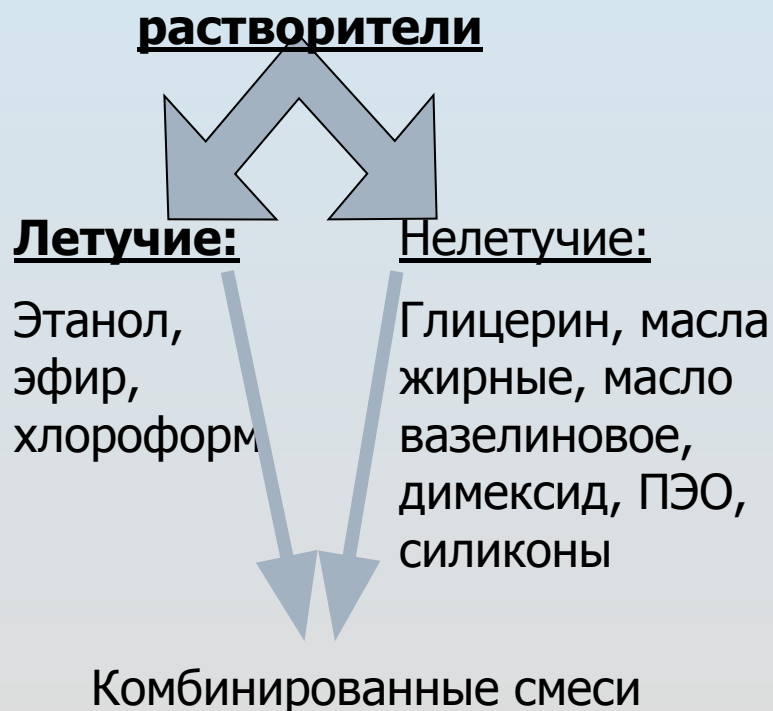 растворители
Летучие:
Этанол,
эфир,
хлороформ
Нелетучие:
Глицерин, масла
жирные, масло
вазелиновое,
димексид, ПЭО,
силиконы
Комбинированные смеси